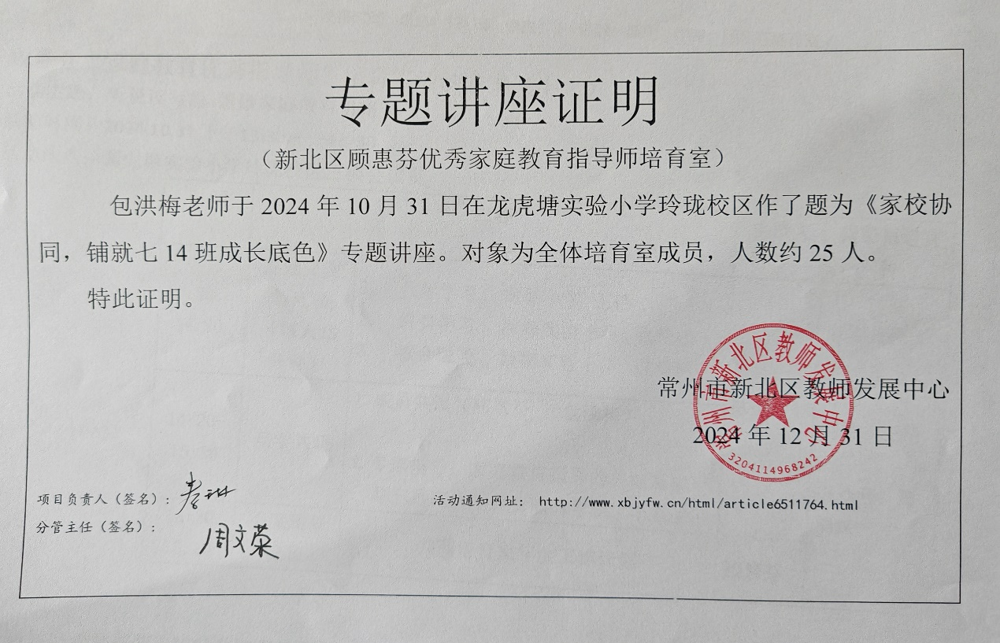 专题讲座证明
（新北区顾惠芬优秀家庭教育指导师培育室）
包洪梅老师于 2024 年 10 月 31 日在龙虎塘实验小学玲珑校区作了题为《家校协
同，铺就七 14 班成长底色》专题讲座。对象为全体培育室成员，人数约 25 人。
特此证明。
常州市新北区教师发展中心
常州市新北区教师发展中心
2024 年 12 月 31 日
3204114968242
项目负责人（签名）：
活动通知网址： http://www.xbjyfw.cn/html/article6511764.html
分管主任（签名）：
周文荣